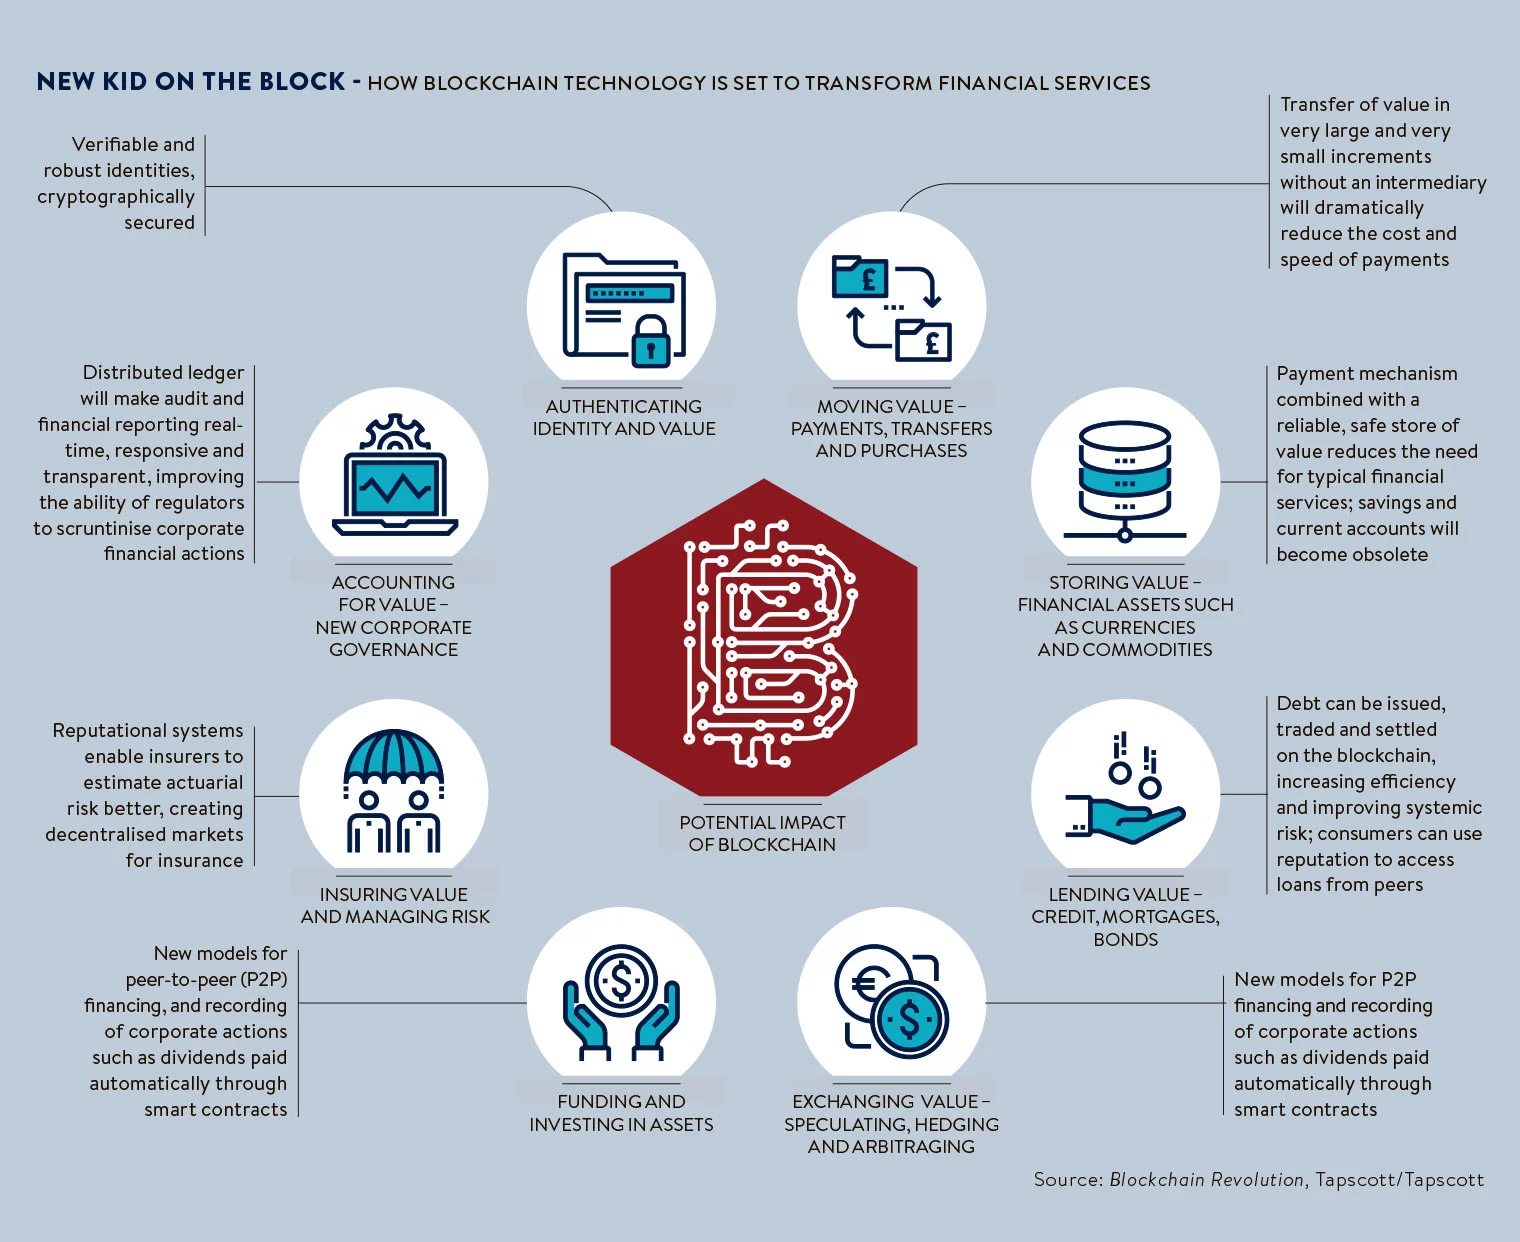 NEW KID ON THE BLOCK - HOW BLOCKCHAIN TECHNOLOGY IS SET TO TRANSFORM FINANCIAL SERVICES
Verifiable and
robust identities,
cryptographically
secured
AUTHENTICATING
IDENTITY AND VALUE
Transfer of value in
very large and very
small increments
without an intermediary
will dramatically
reduce the cost and
speed of payments
£
£
MOVING VALUE –
PAYMENTS, TRANSFERS
AND PURCHASES
Distributed ledger
will make audit and
financial reporting real-
time, responsive and
transparent, improving
the ability of regulators
to scruntinise corporate
financial actions
ACCOUNTING
FOR VALUE –
NEW CORPORATE
GOVERNANCE
Payment mechanism
combined with a
reliable, safe store of
value reduces the need
for typical financial
services; savings and
current accounts will
become obsolete
STORING VALUE –
FINANCIAL ASSETS SUCH
AS CURRENCIES
AND COMMODITIES
B
POTENTIAL IMPACT
OF BLOCKCHAIN
Reputational systems
enable insurers to
estimate actuarial
risk better, creating
decentralised markets
for insurance
INSURING VALUE
AND MANAGING RISK
Debt can be issued,
traded and settled
on the blockchain,
increasing efficiency
and improving systemic
risk; consumers can use
reputation to access
loans from peers
LENDING VALUE –
CREDIT, MORTGAGES,
BONDS
New models for
peer-to-peer (P2P)
financing, and recording
of corporate actions
such as dividends paid
automatically through
smart contracts
$
FUNDING AND
INVESTING IN ASSETS
€
$
EXCHANGING VALUE –
SPECULATING, HEDGING
AND ARBITRAGING
New models for P2P
financing and recording
of corporate actions
such as dividends paid
automatically through
smart contracts
Source: Blockchain Revolution, Tapscott/Tapscott